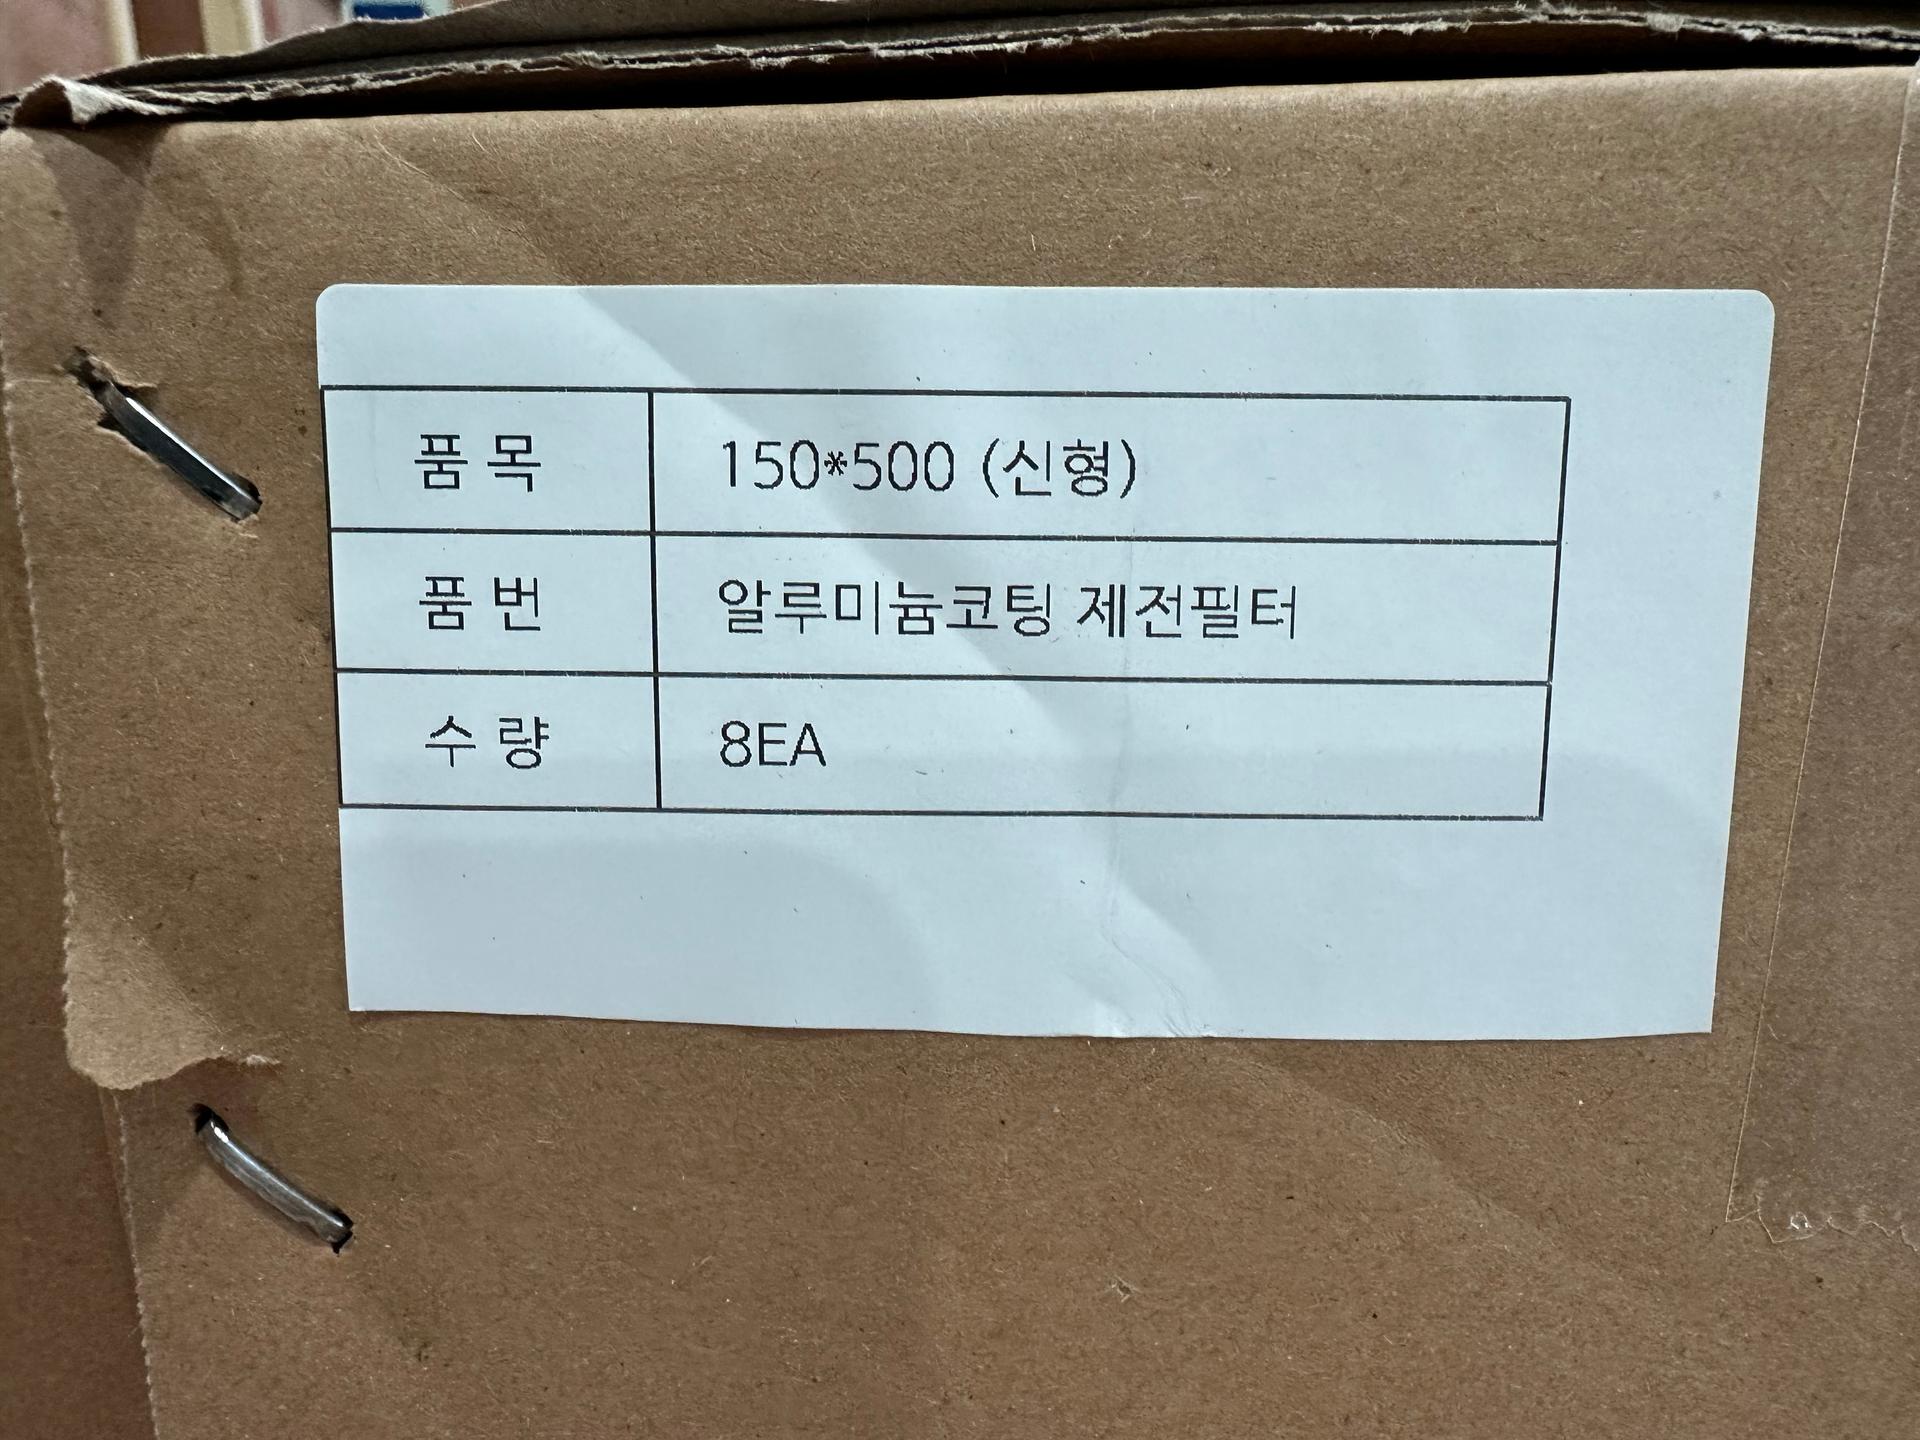 품 목 150*500 (신형)
품 번 알루미늄코팅 제전필터
수 량 8EA